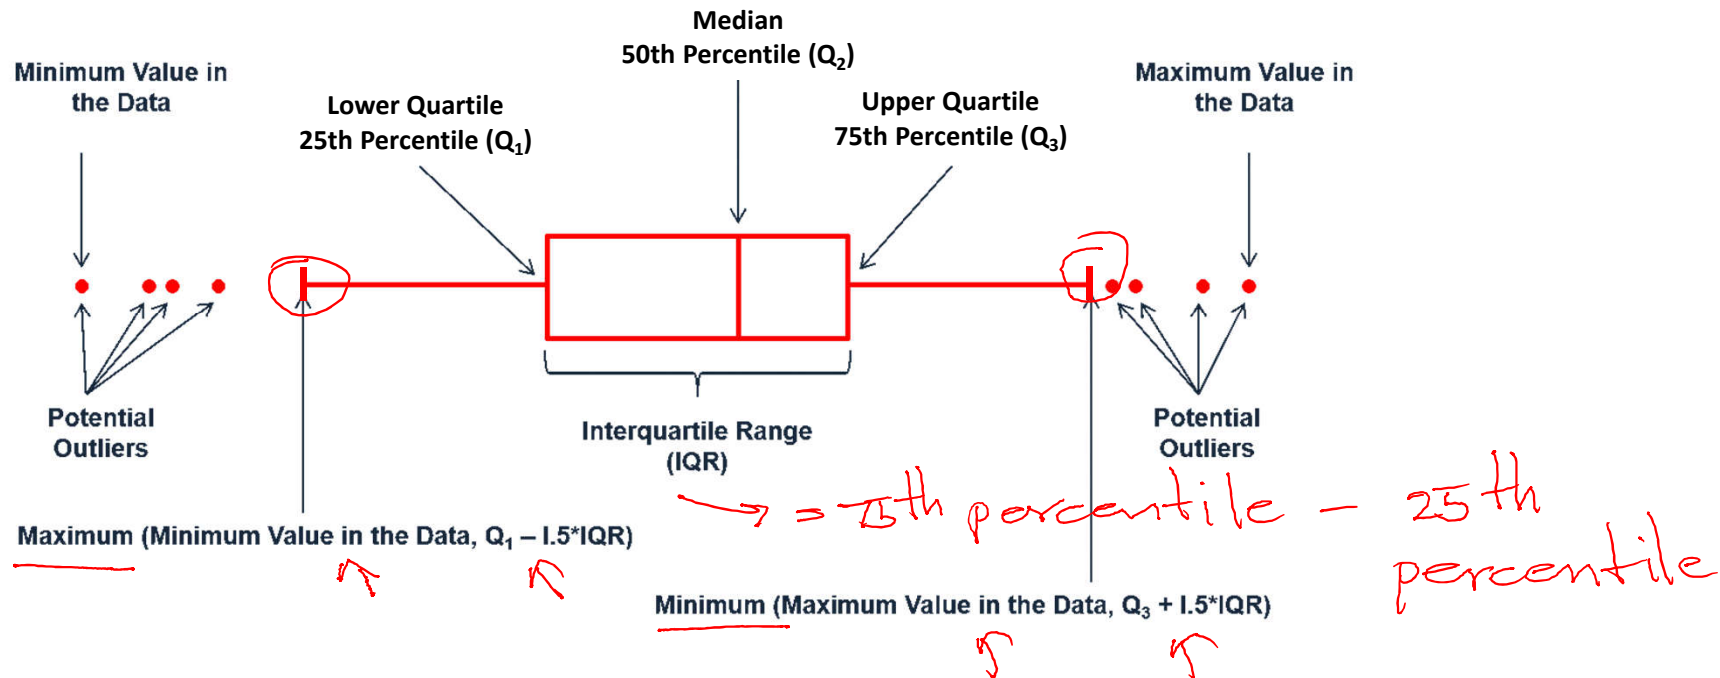 Median
50th Percentile (Q₂)
Minimum Value in
the Data
Maximum Value in
the Data
Lower Quartile
25th Percentile (Q₁)
Upper Quartile
75th Percentile (Q₃)
Potential
Outliers
Interquartile Range
(IQR)
Potential
Outliers
= 75th percentile – 25th
percentile
Maximum (Minimum Value in the Data, Q₁ – I.5*IQR)
Minimum (Maximum Value in the Data, Q₃ + I.5*IQR)